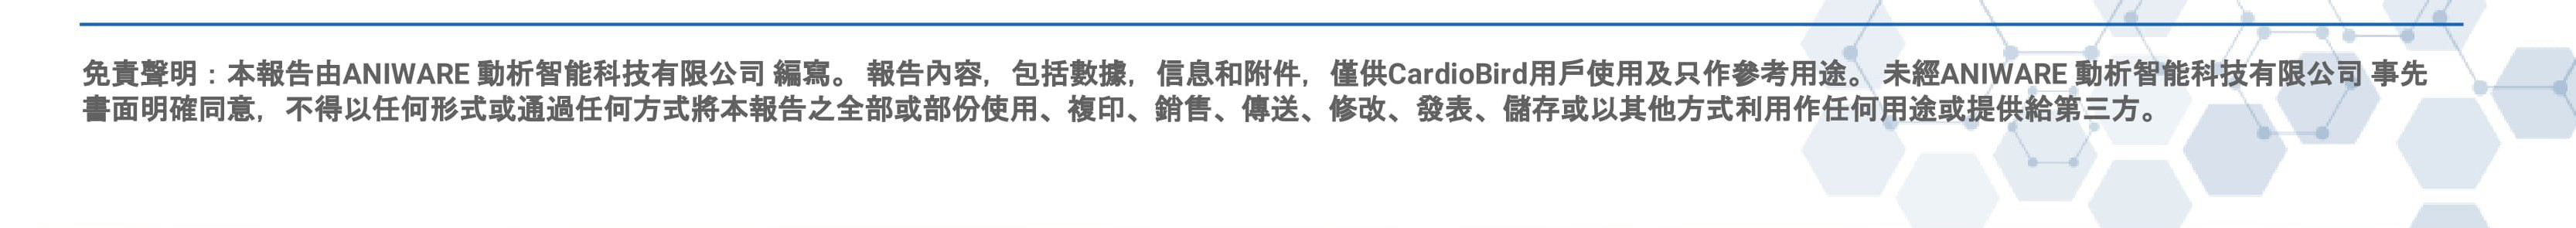 免責聲明：本報告由ANIWARE 動析智能科技有限公司 編寫。 報告內容，包括數據，信息和附件，僅供CardioBird用戶使用及只作參考用途。 未經ANIWARE 動析智能科技有限公司 事先
書面明確同意，不得以任何形式或通過任何方式將本報告之全部或部份使用、複印、銷售、傳送、修改、發表、儲存或以其他方式利用作任何用途或提供給第三方。